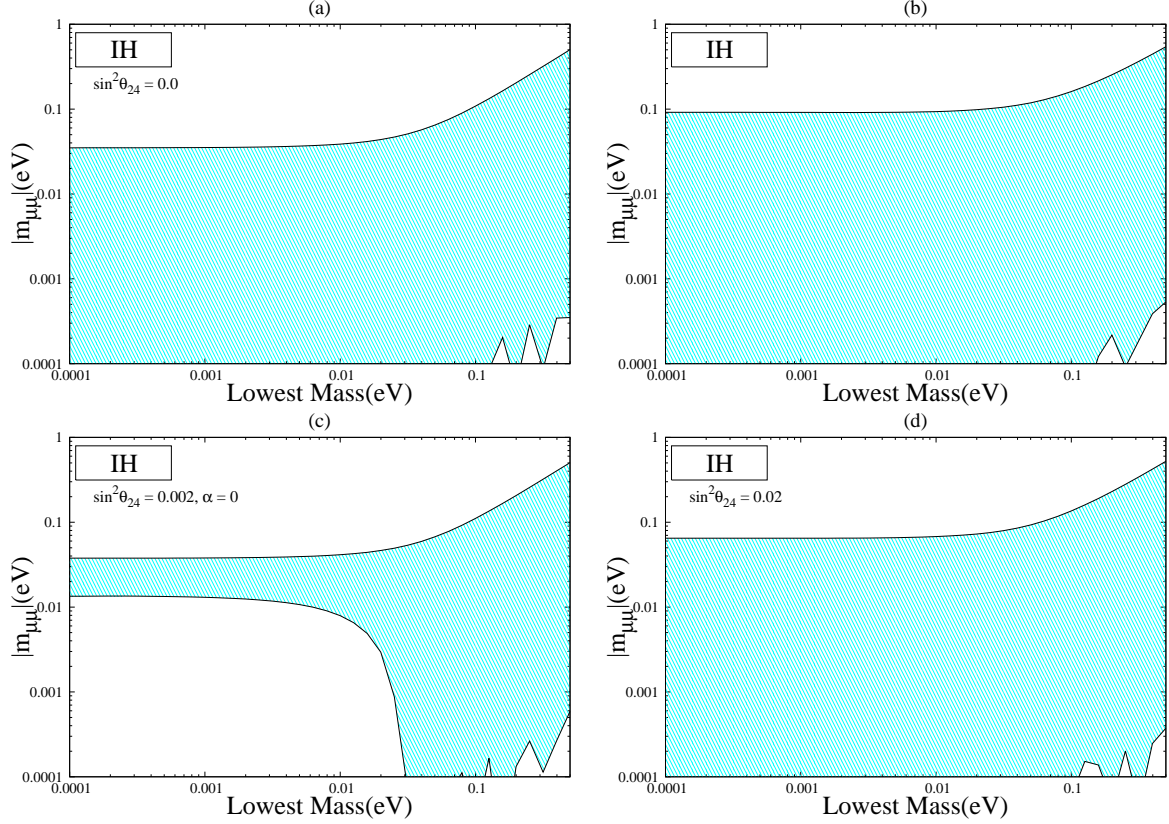 (a)
IH
sin²θ₂₄ = 0.0
|m_μμ|(eV)
1
0.1
0.01
0.001
0.0001
0.0001 0.001 0.01 0.1
Lowest Mass(eV)
(b)
IH
|m_μμ|(eV)
1
0.1
0.01
0.001
0.0001
0.0001 0.001 0.01 0.1
Lowest Mass(eV)
(c)
IH
sin²θ₂₄ = 0.002, α = 0
|m_μμ|(eV)
1
0.1
0.01
0.001
0.0001
0.0001 0.001 0.01 0.1
Lowest Mass(eV)
(d)
IH
sin²θ₂₄ = 0.02
|m_μμ|(eV)
1
0.1
0.01
0.001
0.0001
0.0001 0.001 0.01 0.1
Lowest Mass(eV)